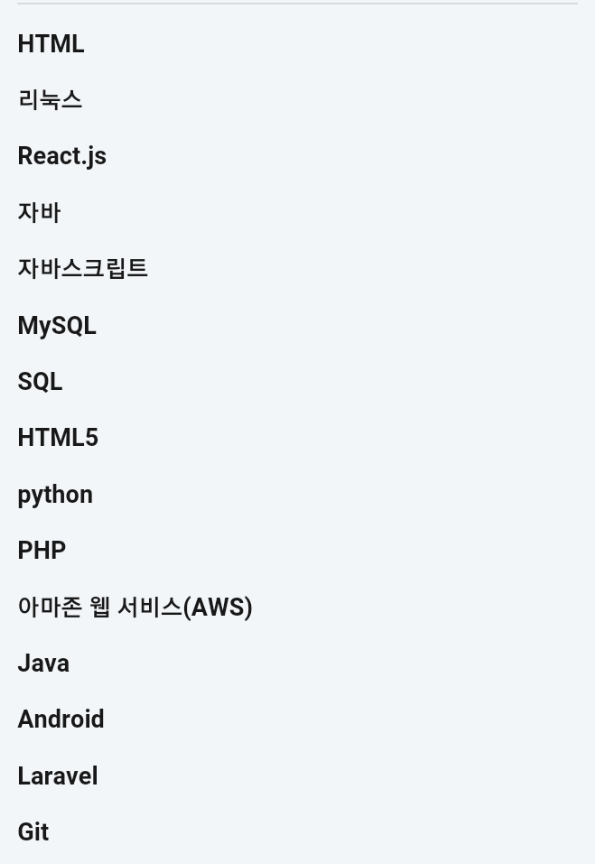 HTML
리눅스
React.js
자바
자바스크립트
MySQL
SQL
HTML5
python
PHP
아마존 웹 서비스(AWS)
Java
Android
Laravel
Git